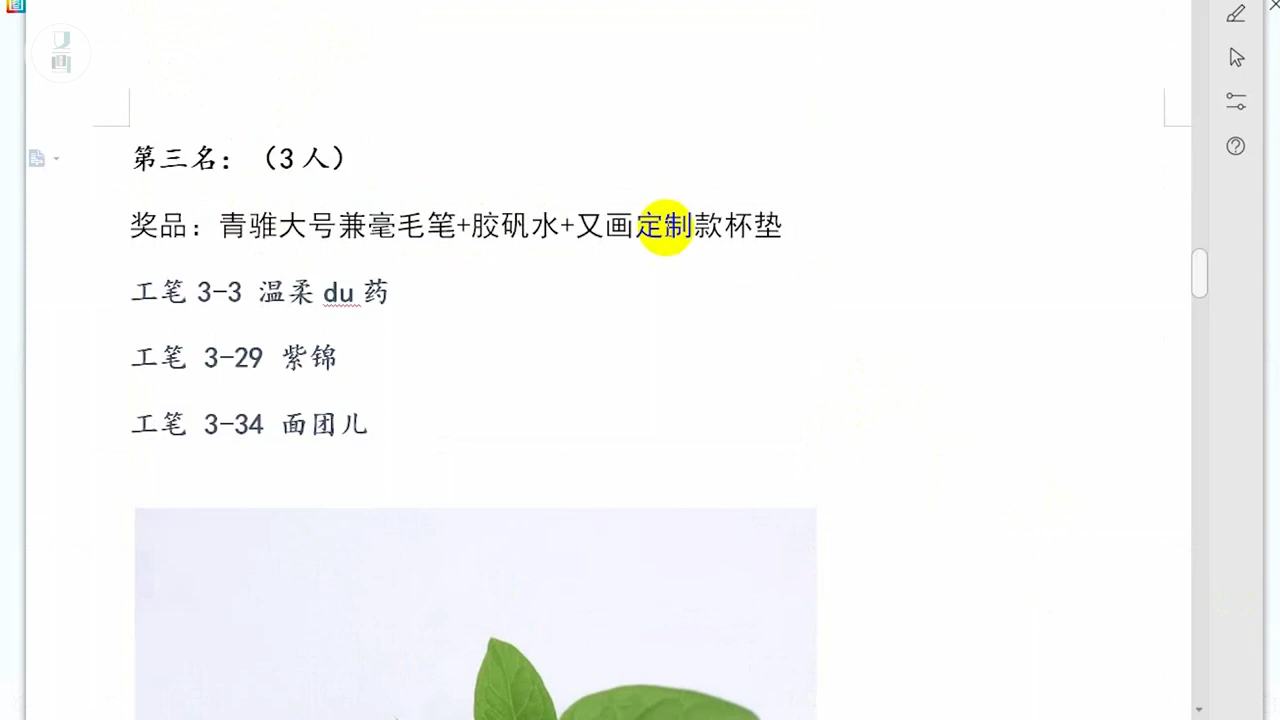 第三名：（3人）
奖品：青骓大号兼毫毛笔+胶矾水+又画定制款杯垫
工笔3-3 温柔du药
工笔 3-29 紫锦
工笔 3-34 面团儿